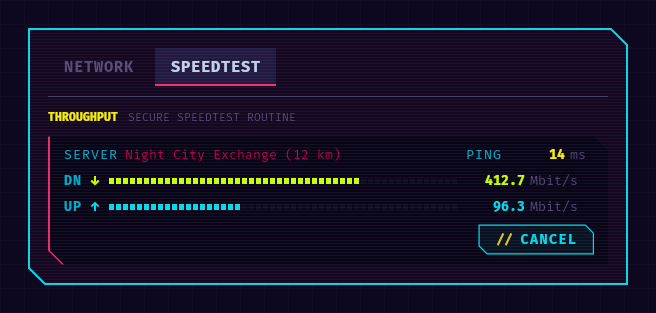 NETWORK SPEEDTEST
THROUGHPUT SECURE SPEEDTEST ROUTINE
SERVER Night City Exchange (12 km) PING 14 ms
DN ↓ 412.7 Mbit/s
UP ↑ 96.3 Mbit/s
// CANCEL